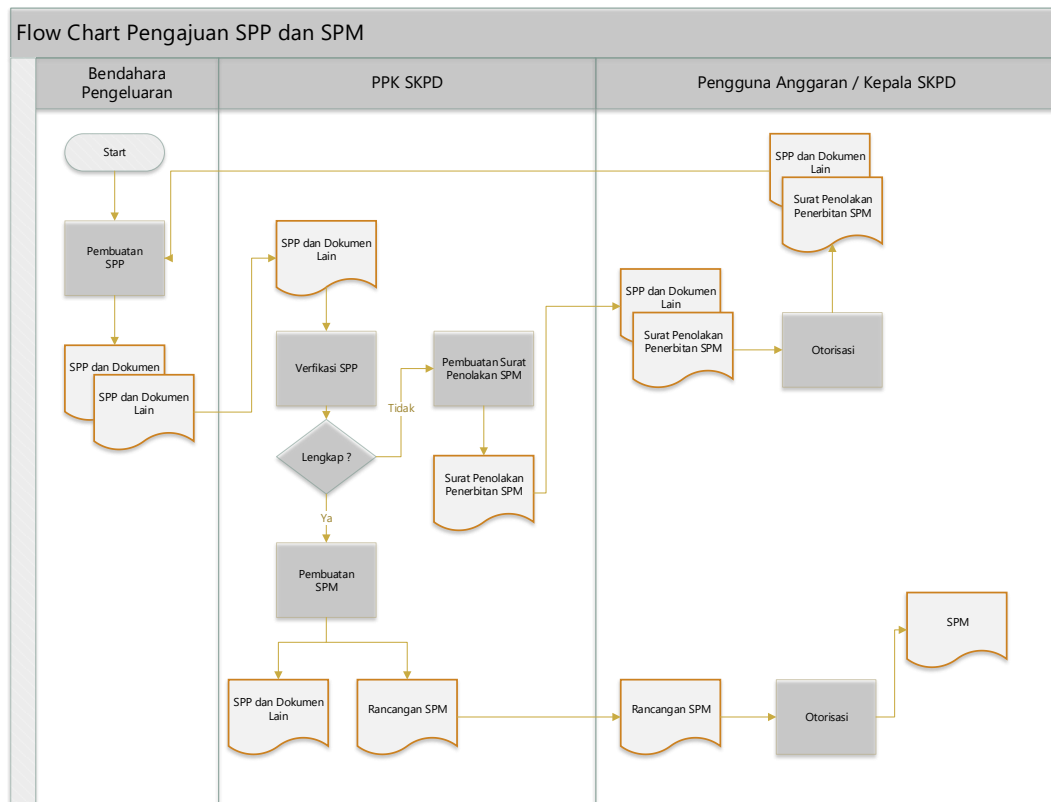 Flow Chart Pengajuan SPP dan SPM
Bendahara
Pengeluaran
PPK SKPD
Pengguna Anggaran / Kepala SKPD
Start
Pembuatan
SPP
SPP dan Dokumen
SPP dan Dokumen
Lain
SPP dan Dokumen
Lain
Verfikasi SPP
Lengkap ?
Tidak
Ya
Pembuatan Surat
Penolakan SPM
Surat Penolakan
Penerbitan SPM
Pembuatan
SPM
SPP dan Dokumen
Lain
Rancangan SPM
SPP dan Dokumen
Lain
Surat Penolakan
Penerbitan SPM
Otorisasi
SPP dan Dokumen
Lain
Surat Penolakan
Penerbitan SPM
Rancangan SPM
Otorisasi
SPM